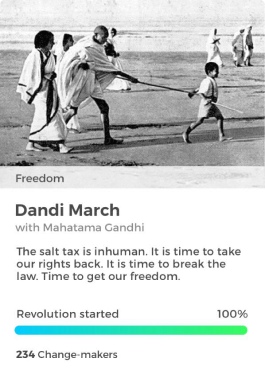 Freedom
Dandi March
with Mahatama Gandhi
The salt tax is inhuman. It is time to take
our rights back. It is time to break the
law. Time to get our freedom.
Revolution started 100%
234 Change-makers